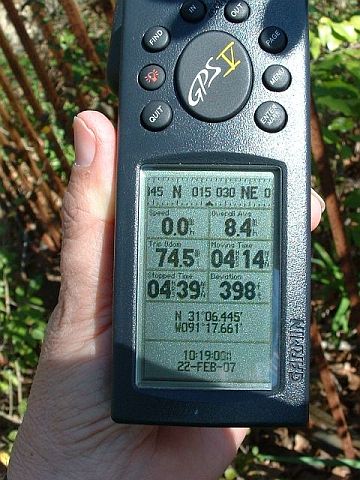 IN OUT
FIND PAGE
GPS V
MENU
QUIT ENTER
345 N 015 030 NE 0
Speed Overall Avg
0.0 8.4
Trip Odom Moving Time
74.5 04 14
Stopped Time Elevation
04 39 398
N 31°06.445'
W091°17.661'
10:19:00
22-FEB-07
GARMIN